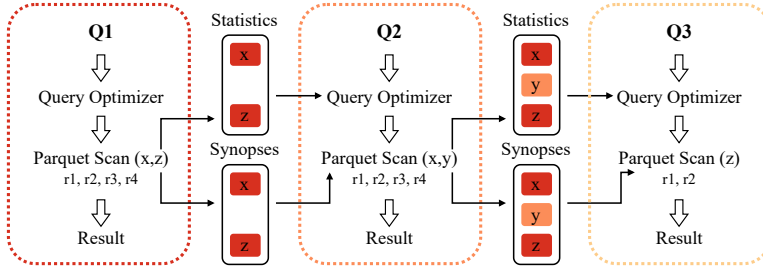 Q1
Query Optimizer
Parquet Scan (x,z)
r1, r2, r3, r4
Result
Statistics
x
z
Synopses
x
z
Q2
Query Optimizer
Parquet Scan (x,y)
r1, r2, r3, r4
Result
Statistics
x
y
z
Synopses
x
y
z
Q3
Query Optimizer
Parquet Scan (z)
r1, r2
Result